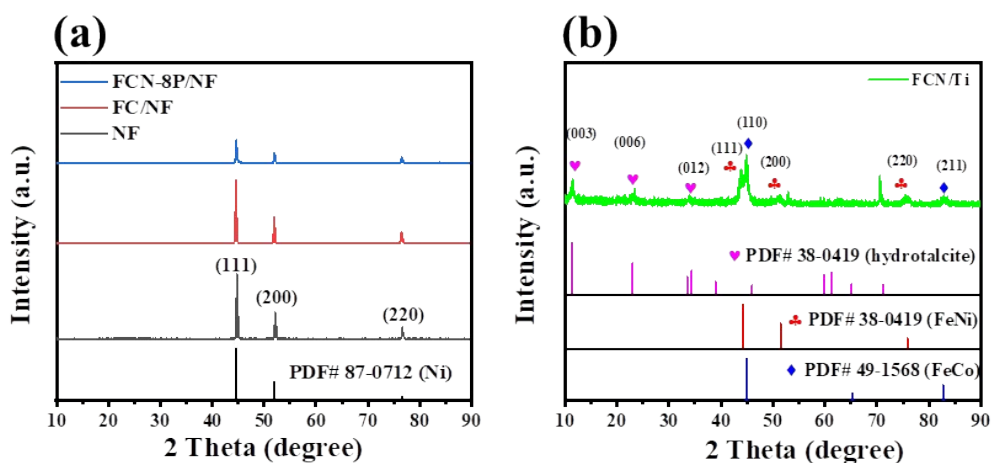 (a)
FCN-8P/NF
FC/NF
NF
(111)
(200)
(220)
PDF# 87-0712 (Ni)
Intensity (a.u.)
10 20 30 40 50 60 70 80 90
2 Theta (degree)
(b)
FCN/Ti
(003)
(006)
(012)
(111)
(110)
(200)
(220)
(211)
♥ PDF# 38-0419 (hydrotalcite)
♣ PDF# 38-0419 (FeNi)
♦ PDF# 49-1568 (FeCo)
Intensity (a.u.)
10 20 30 40 50 60 70 80 90
2 Theta (degree)